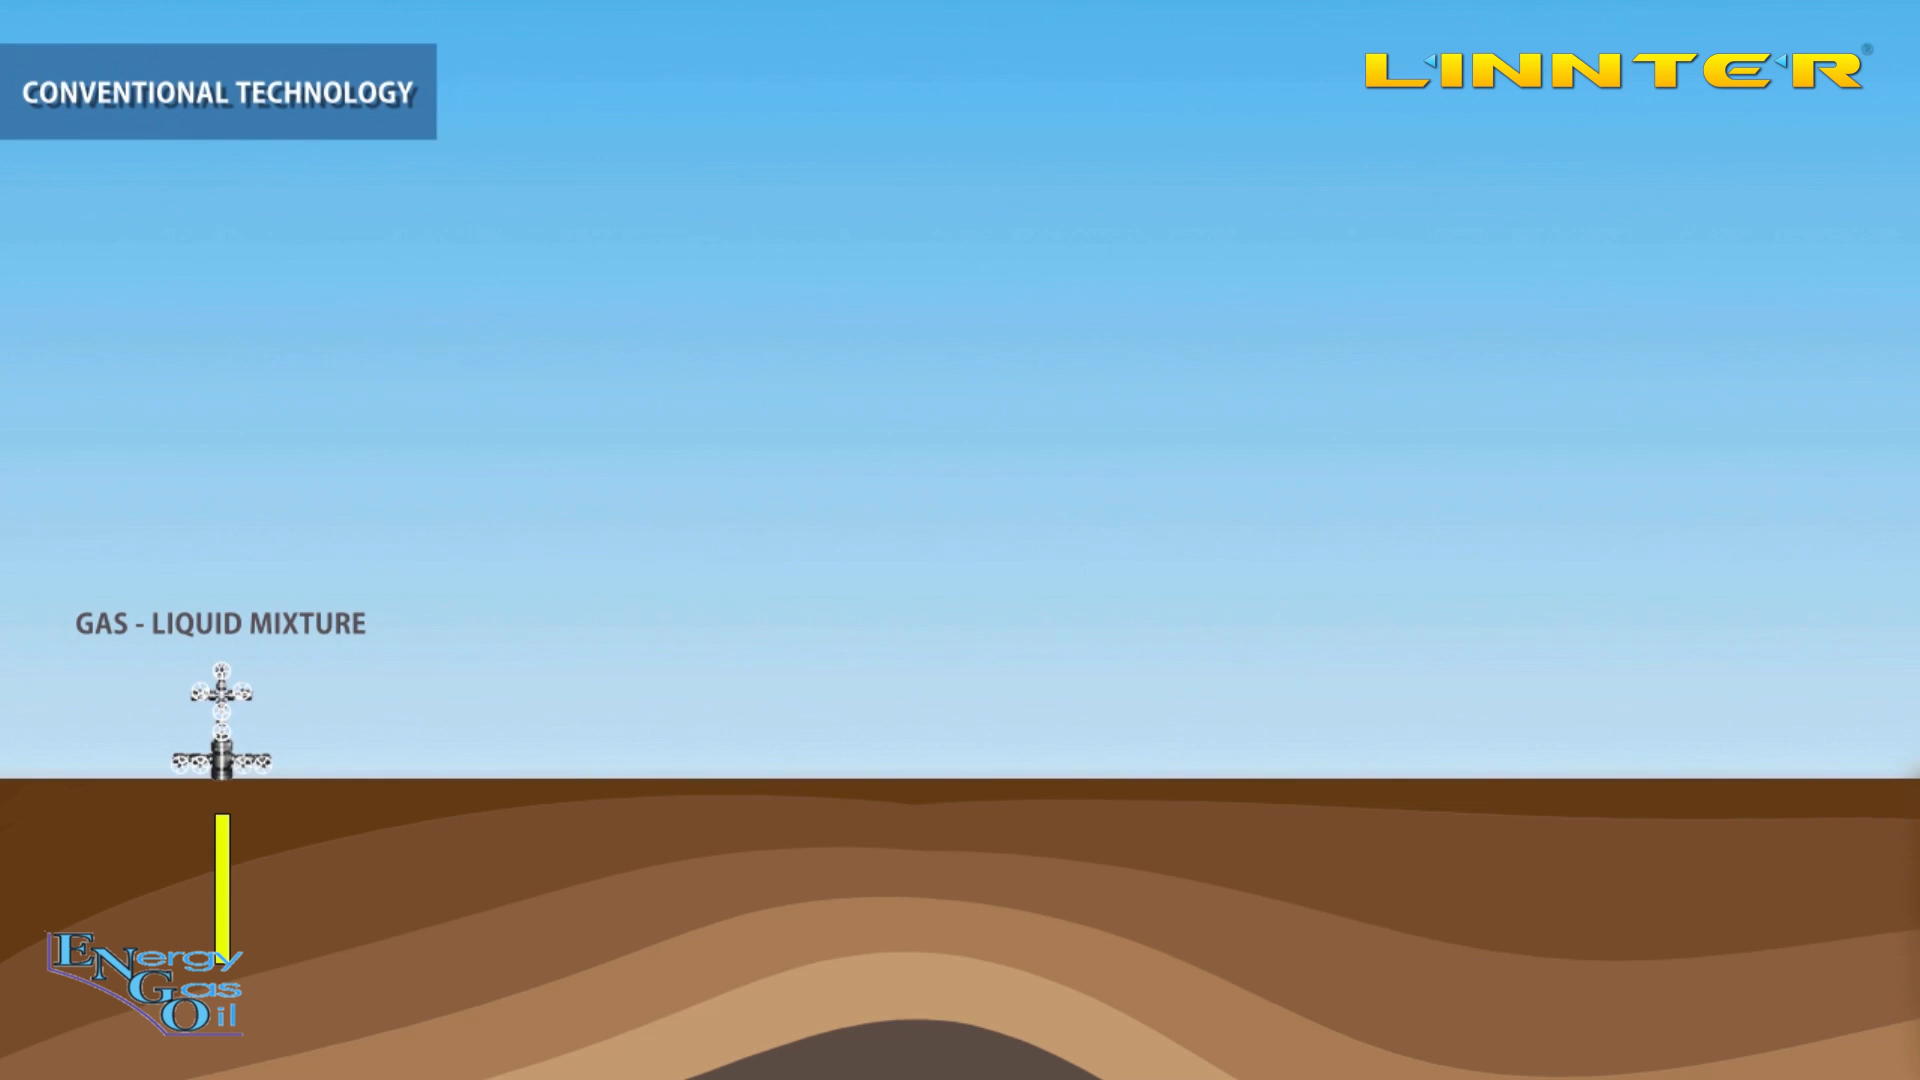 CONVENTIONAL TECHNOLOGY
LINNTER®
GAS - LIQUID MIXTURE
ENergy
Gas
Oil